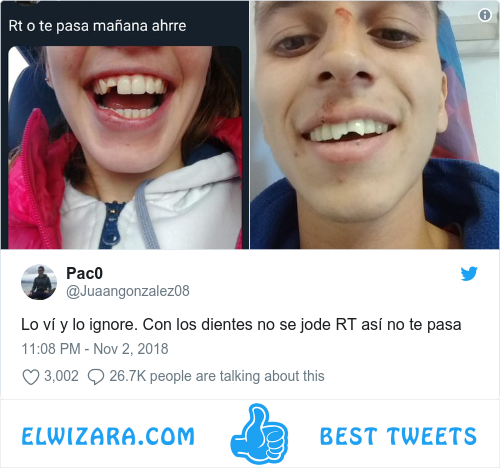 Rt o te pasa mañana ahrre
Pac0
@Juaangonzalez08
Lo ví y lo ignore. Con los dientes no se jode RT así no te pasa
11:08 PM - Nov 2, 2018
3,002 26.7K people are talking about this
ELWIZARA.COM BEST TWEETS